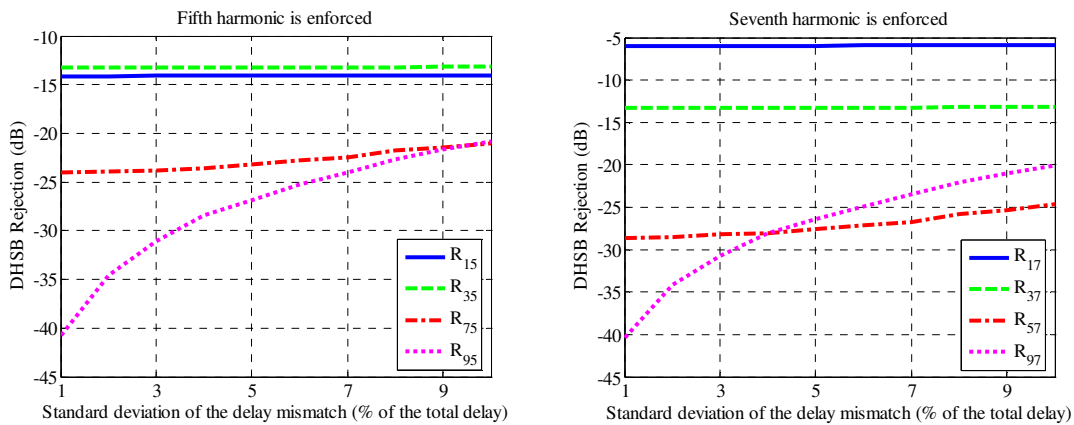 Fifth harmonic is enforced
-10
-15
-20
-25
-30
-35
-40
-45
DHSB Rejection (dB)
1 3 5 7 9
Standard deviation of the delay mismatch (% of the total delay)
R15
R35
R75
R95
Seventh harmonic is enforced
-5
-10
-15
-20
-25
-30
-35
-40
-45
DHSB Rejection (dB)
1 3 5 7 9
Standard deviation of the delay mismatch (% of the total delay)
R17
R37
R57
R97